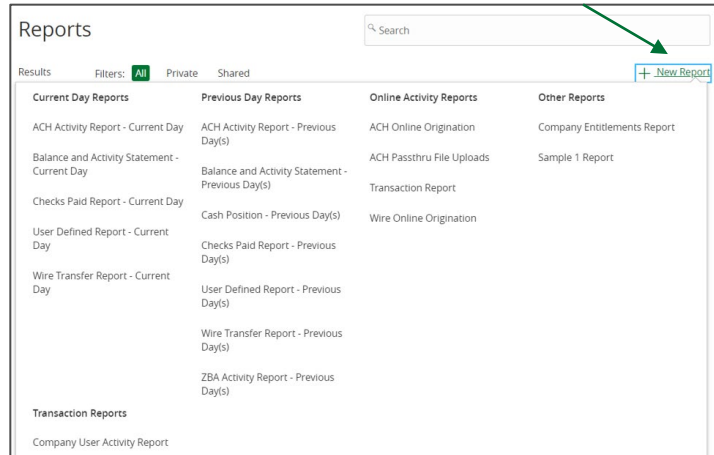 Reports
Search
Results
Filters: All Private Shared
+ New Report
Current Day Reports
ACH Activity Report - Current Day
Balance and Activity Statement -
Current Day
Checks Paid Report - Current Day
User Defined Report - Current
Day
Wire Transfer Report - Current
Day
Previous Day Reports
ACH Activity Report - Previous
Day(s)
Balance and Activity Statement -
Previous Day(s)
Cash Position - Previous Day(s)
Checks Paid Report - Previous
Day(s)
User Defined Report - Previous
Day(s)
Wire Transfer Report - Previous
Day(s)
ZBA Activity Report - Previous
Day(s)
Online Activity Reports
ACH Online Origination
ACH Passthru File Uploads
Transaction Report
Wire Online Origination
Other Reports
Company Entitlements Report
Sample 1 Report
Transaction Reports
Company User Activity Report